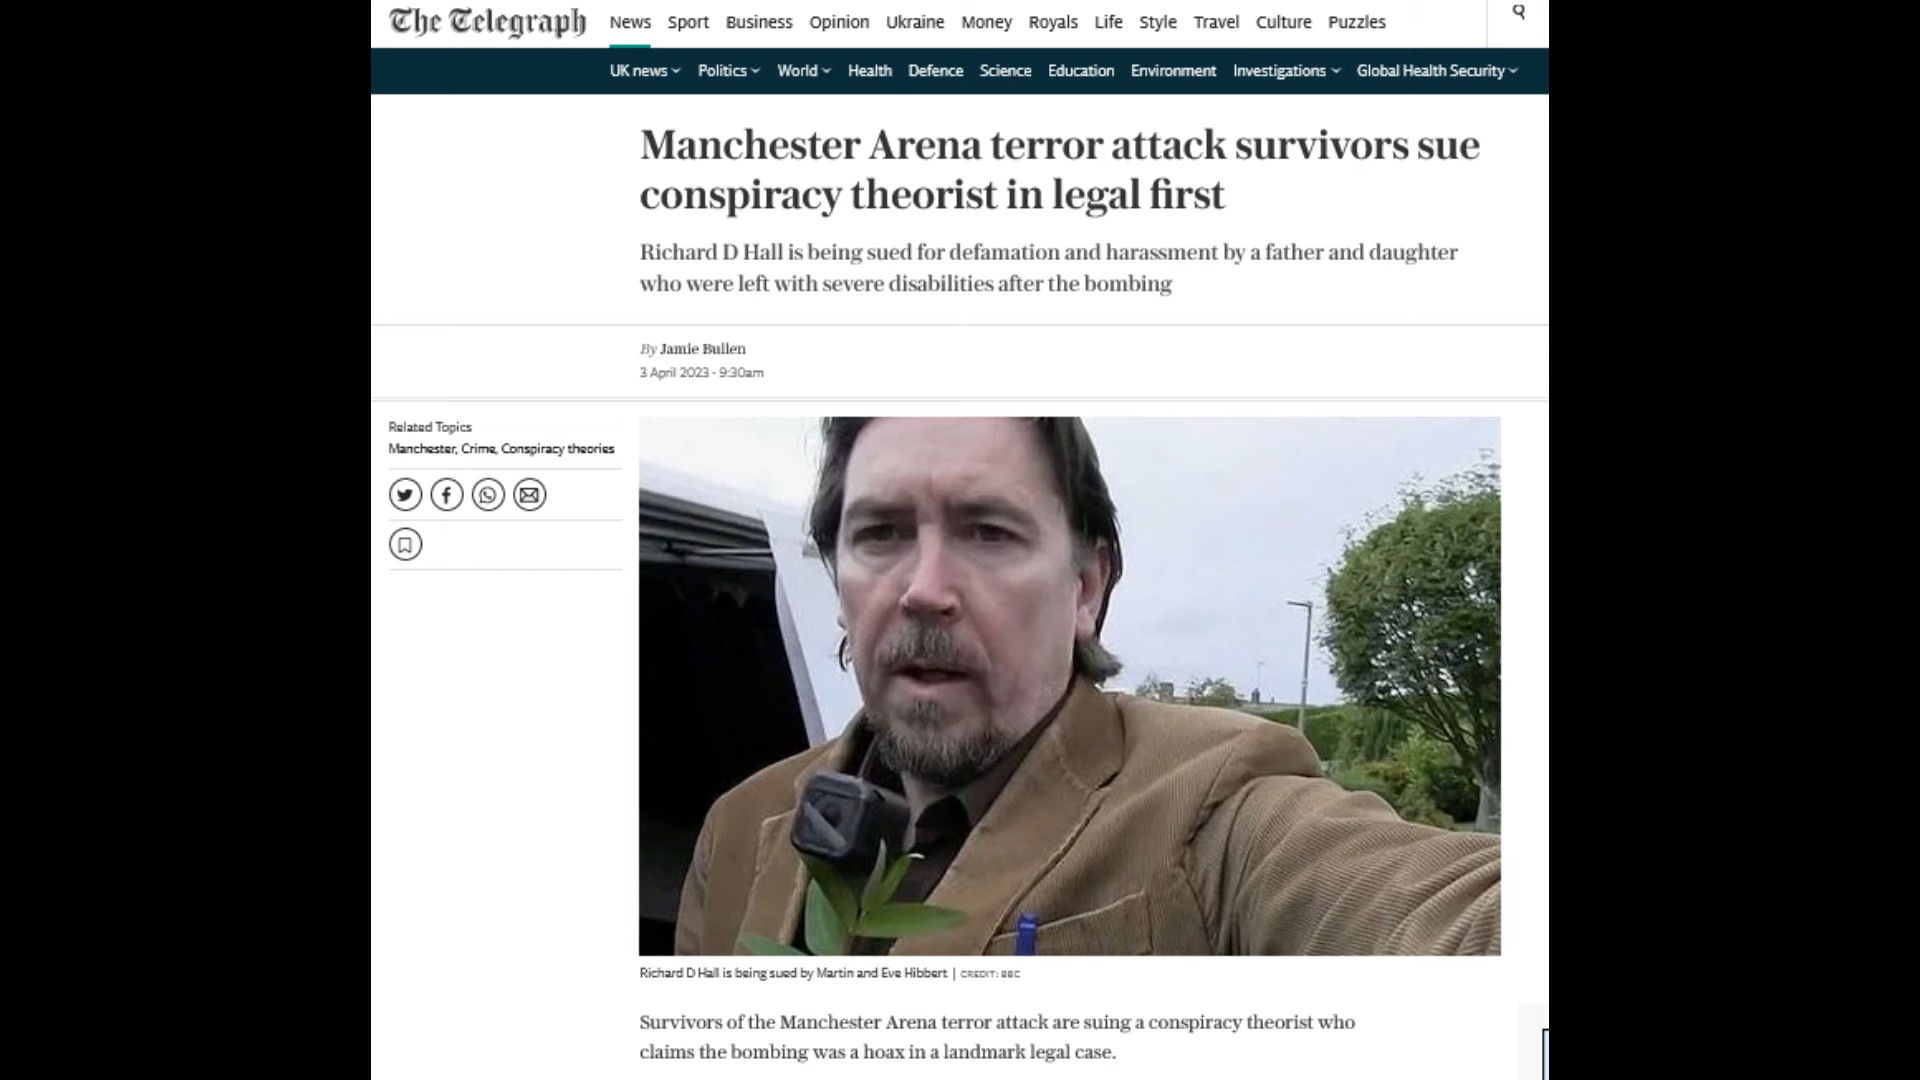 The Telegraph
News Sport Business Opinion Ukraine Money Royals Life Style Travel Culture Puzzles
UK news Politics World Health Defence Science Education Environment Investigations Global Health Security
Manchester Arena terror attack survivors sue
conspiracy theorist in legal first
Richard D Hall is being sued for defamation and harassment by a father and daughter
who were left with severe disabilities after the bombing
By Jamie Bullen
3 April 2023 • 9:30am
Related Topics
Manchester, Crime, Conspiracy theories
Richard D Hall is being sued by Martin and Eve Hibbert | CREDIT: BBC
Survivors of the Manchester Arena terror attack are suing a conspiracy theorist who
claims the bombing was a hoax in a landmark legal case.